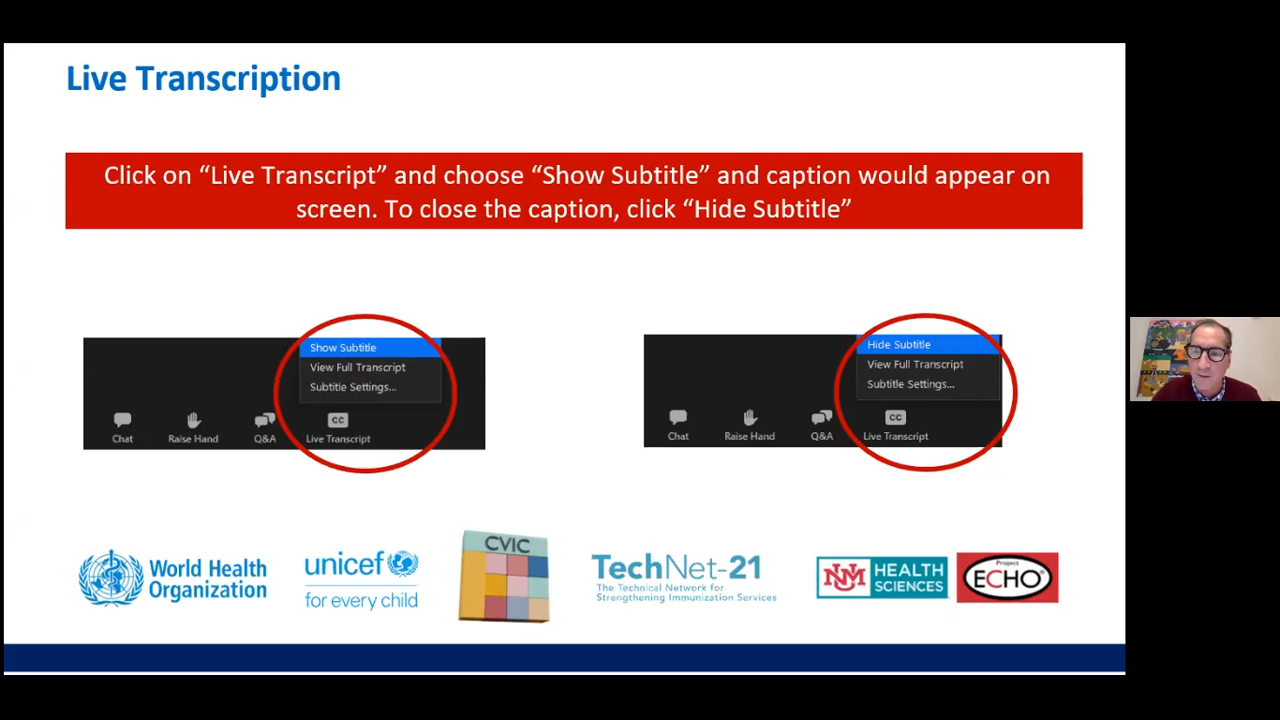 Live Transcription
Click on “Live Transcript” and choose “Show Subtitle” and caption would appear on
screen. To close the caption, click “Hide Subtitle”
Show Subtitle
View Full Transcript
Subtitle Settings...
Chat
Raise Hand
Q&A
CC
Live Transcript
Hide Subtitle
View Full Transcript
Subtitle Settings...
Chat
Raise Hand
Q&A
CC
Live Transcript
World Health
Organization
unicef
for every child
CVIC
TechNet-21
The Technical Network for
Strengthening Immunization Services
UNM
HEALTH
SCIENCES
Project
ECHO®